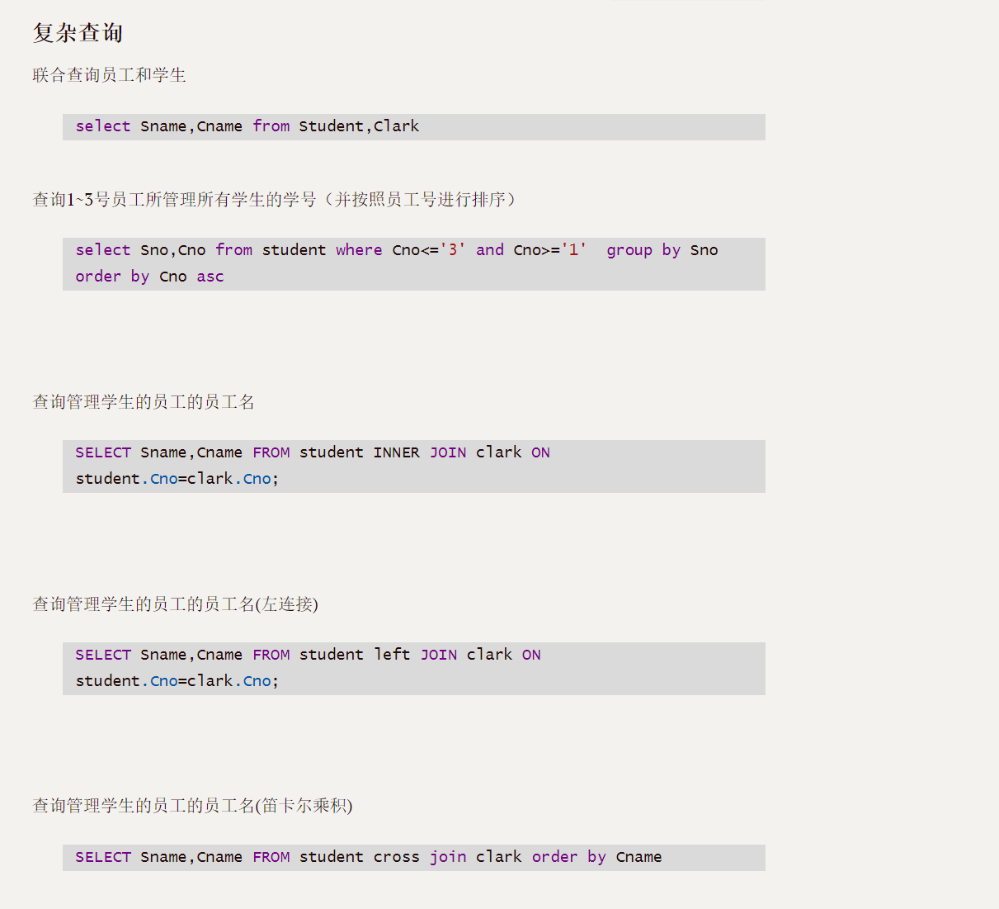 复杂查询
联合查询员工和学生
select Sname,Cname from Student,Clark
查询1~3号员工所管理所有学生的学号（并按照员工号进行排序）
select Sno,Cno from student where Cno<='3' and Cno>='1'  group by Sno
order by Cno asc
查询管理学生的员工的员工名
SELECT Sname,Cname FROM student INNER JOIN clark ON
student.Cno=clark.Cno;
查询管理学生的员工的员工名(左连接)
SELECT Sname,Cname FROM student left JOIN clark ON
student.Cno=clark.Cno;
查询管理学生的员工的员工名(笛卡尔乘积)
SELECT Sname,Cname FROM student cross join clark order by Cname